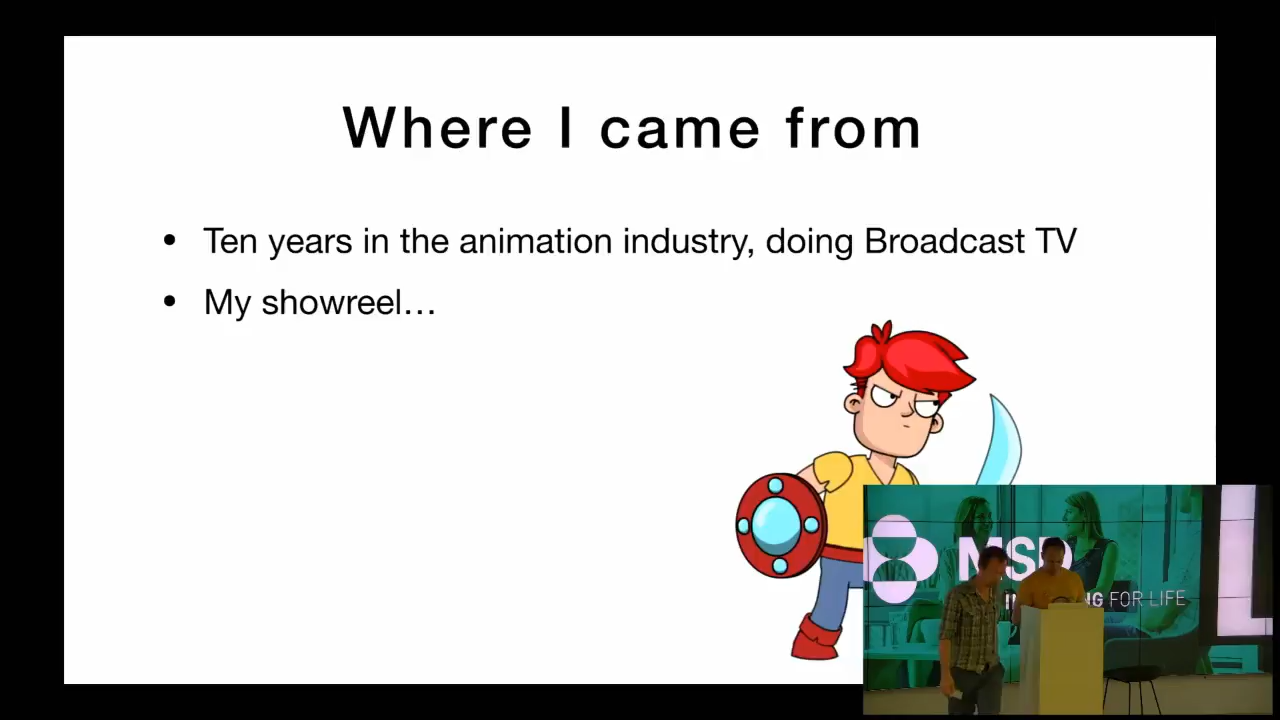 Where I came from
• Ten years in the animation industry, doing Broadcast TV
• My showreel…
MSD
FOR LIFE